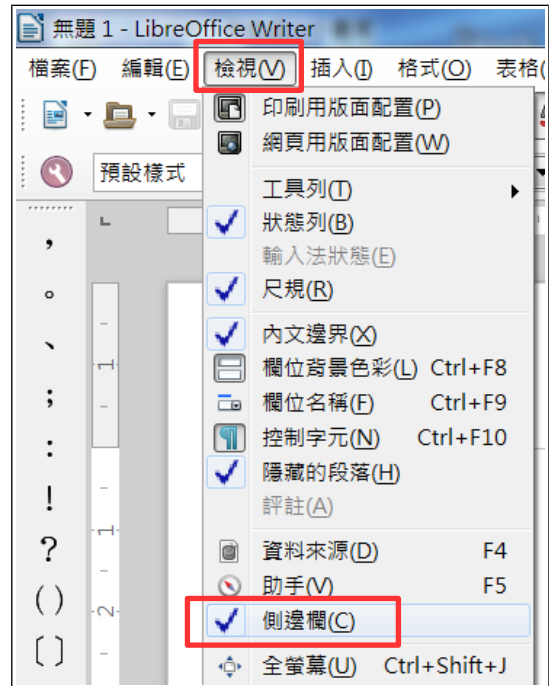 無題 1 - LibreOffice Writer
檔案(F) 編輯(E) 檢視(V) 插入(I) 格式(O) 表格(
預設樣式
印刷用版面配置(P)
網頁用版面配置(W)
工具列(T)
狀態列(B)
輸入法狀態(E)
尺規(R)
內文邊界(X)
欄位背景色彩(L) Ctrl+F8
欄位名稱(F) Ctrl+F9
控制字元(N) Ctrl+F10
隱藏的段落(H)
評註(A)
資料來源(D) F4
助手(V) F5
側邊欄(C)
全螢幕(U) Ctrl+Shift+J
，
。
、
；
：
！
？
（）
〔〕
1
1
2